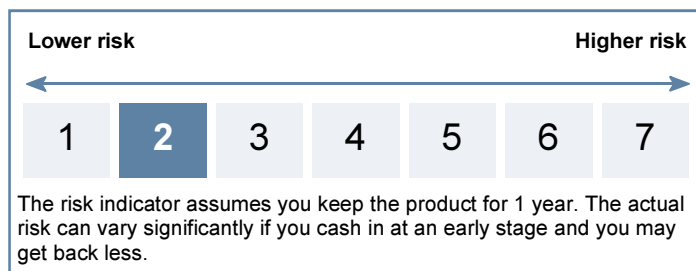 Lower risk Higher risk
1 2 3 4 5 6 7
The risk indicator assumes you keep the product for 1 year. The actual
risk can vary significantly if you cash in at an early stage and you may
get back less.